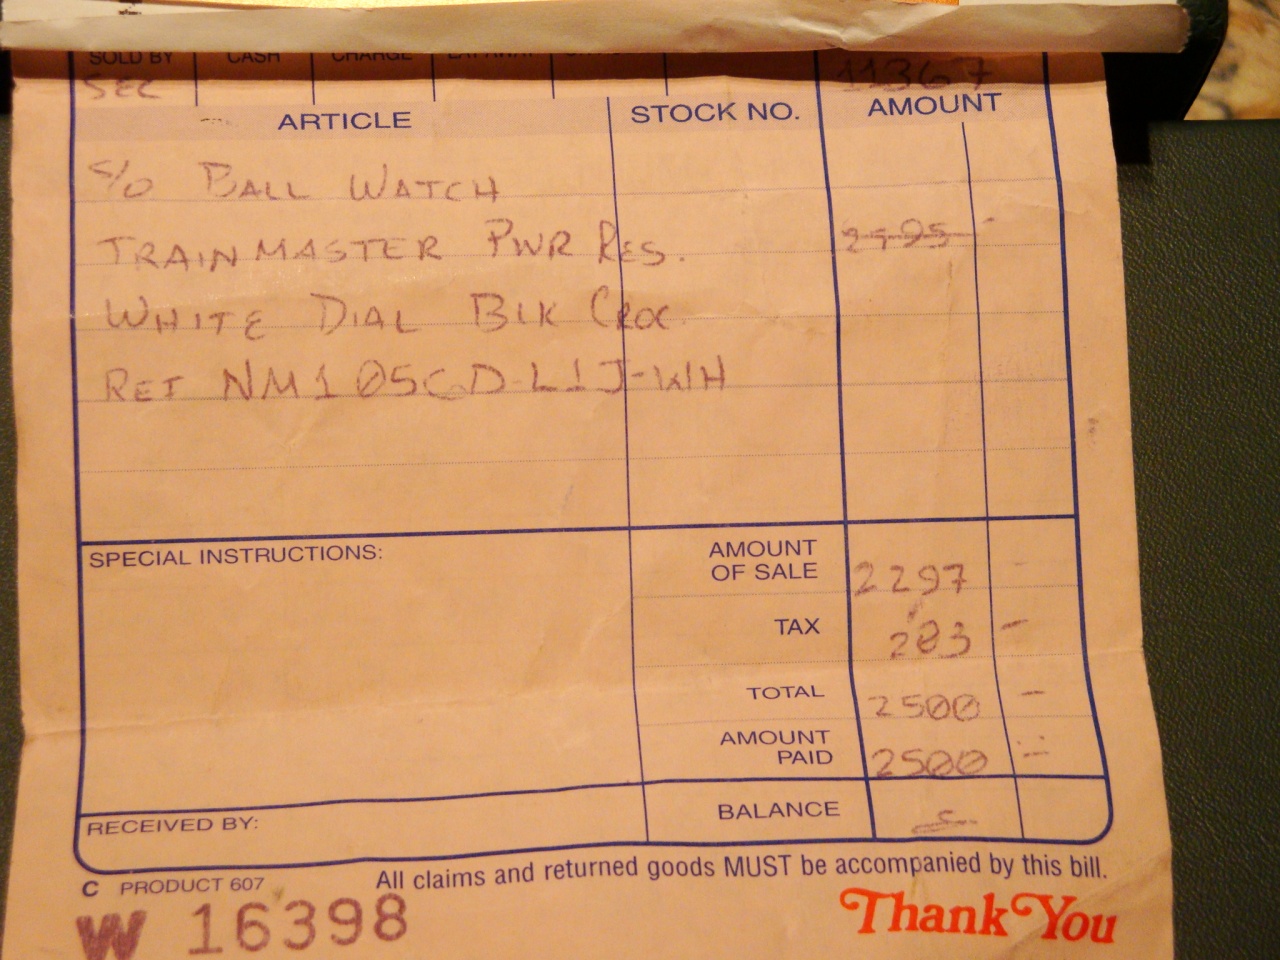 SOLD BY CASH CHARGE
SEC 11367
ARTICLE STOCK NO. AMOUNT
S/O BALL WATCH
TRAINMASTER PWR RES. 2595 -
WHITE DIAL BLK CROC
REF NM1056D-L1J-WH
SPECIAL INSTRUCTIONS:
AMOUNT OF SALE 2297 -
TAX 203 -
TOTAL 2500 -
AMOUNT PAID 2500 -
RECEIVED BY: BALANCE
C PRODUCT 607 All claims and returned goods MUST be accompanied by this bill.
W 16398 Thank You